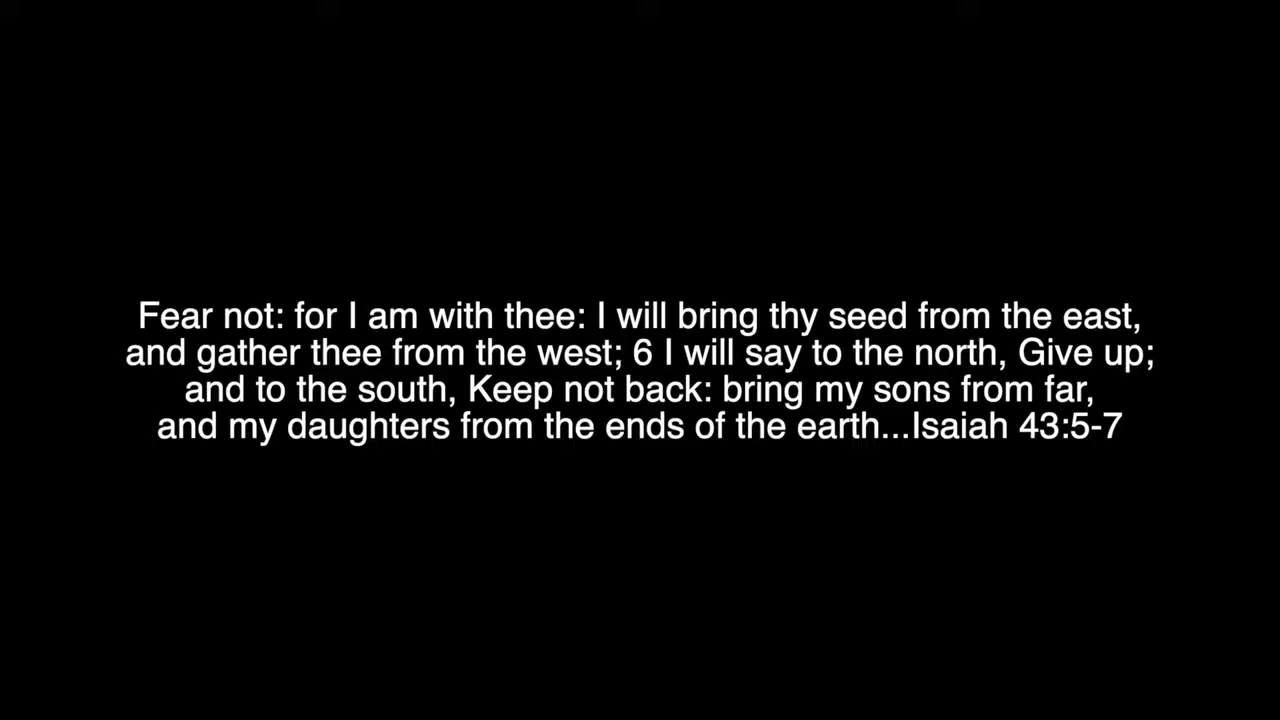 Fear not: for I am with thee: I will bring thy seed from the east,
and gather thee from the west; 6 I will say to the north, Give up;
and to the south, Keep not back: bring my sons from far,
and my daughters from the ends of the earth...Isaiah 43:5-7